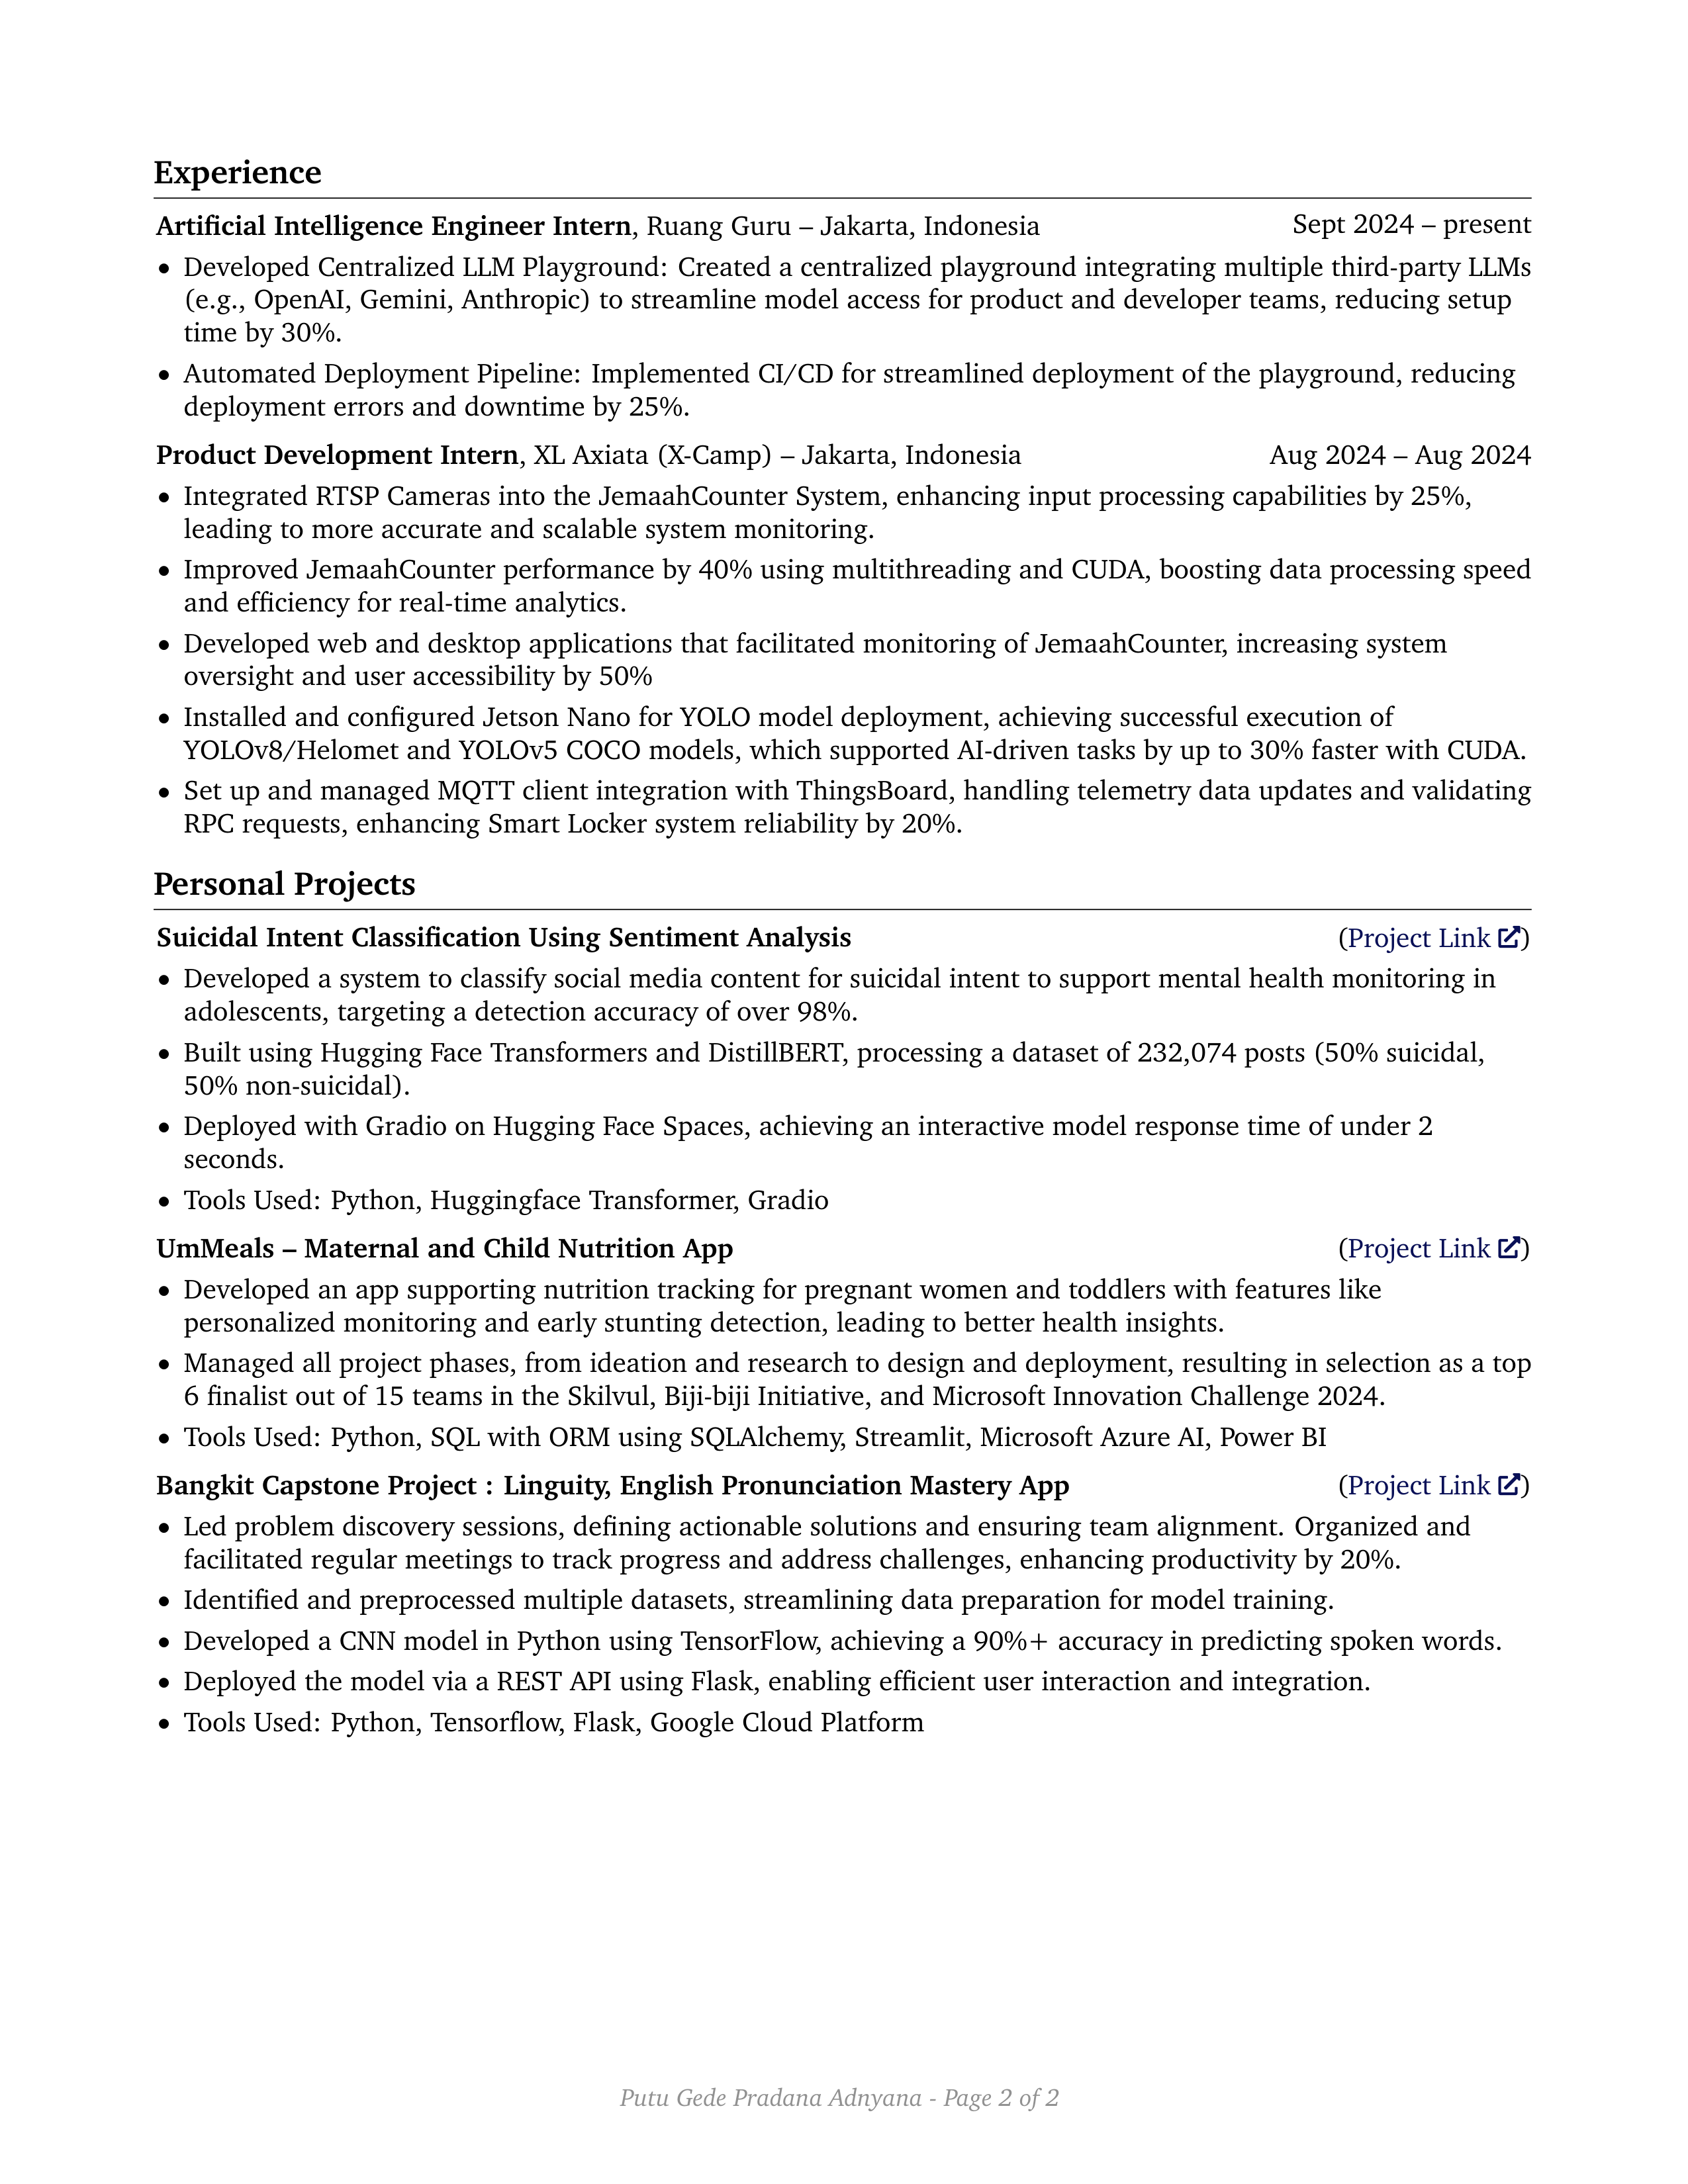 Experience
Artificial Intelligence Engineer Intern, Ruang Guru – Jakarta, Indonesia Sept 2024 – present
• Developed Centralized LLM Playground: Created a centralized playground integrating multiple third-party LLMs
(e.g., OpenAI, Gemini, Anthropic) to streamline model access for product and developer teams, reducing setup
time by 30%.
• Automated Deployment Pipeline: Implemented CI/CD for streamlined deployment of the playground, reducing
deployment errors and downtime by 25%.
Product Development Intern, XL Axiata (X-Camp) – Jakarta, Indonesia Aug 2024 – Aug 2024
• Integrated RTSP Cameras into the JemaahCounter System, enhancing input processing capabilities by 25%,
leading to more accurate and scalable system monitoring.
• Improved JemaahCounter performance by 40% using multithreading and CUDA, boosting data processing speed
and efficiency for real-time analytics.
• Developed web and desktop applications that facilitated monitoring of JemaahCounter, increasing system
oversight and user accessibility by 50%
• Installed and configured Jetson Nano for YOLO model deployment, achieving successful execution of
YOLOv8/Helomet and YOLOv5 COCO models, which supported AI-driven tasks by up to 30% faster with CUDA.
• Set up and managed MQTT client integration with ThingsBoard, handling telemetry data updates and validating
RPC requests, enhancing Smart Locker system reliability by 20%.
Personal Projects
Suicidal Intent Classification Using Sentiment Analysis (Project Link)
• Developed a system to classify social media content for suicidal intent to support mental health monitoring in
adolescents, targeting a detection accuracy of over 98%.
• Built using Hugging Face Transformers and DistillBERT, processing a dataset of 232,074 posts (50% suicidal,
50% non-suicidal).
• Deployed with Gradio on Hugging Face Spaces, achieving an interactive model response time of under 2
seconds.
• Tools Used: Python, Huggingface Transformer, Gradio
UmMeals – Maternal and Child Nutrition App (Project Link)
• Developed an app supporting nutrition tracking for pregnant women and toddlers with features like
personalized monitoring and early stunting detection, leading to better health insights.
• Managed all project phases, from ideation and research to design and deployment, resulting in selection as a top
6 finalist out of 15 teams in the Skilvul, Biji-biji Initiative, and Microsoft Innovation Challenge 2024.
• Tools Used: Python, SQL with ORM using SQLAlchemy, Streamlit, Microsoft Azure AI, Power BI
Bangkit Capstone Project : Linguity, English Pronunciation Mastery App (Project Link)
• Led problem discovery sessions, defining actionable solutions and ensuring team alignment. Organized and
facilitated regular meetings to track progress and address challenges, enhancing productivity by 20%.
• Identified and preprocessed multiple datasets, streamlining data preparation for model training.
• Developed a CNN model in Python using TensorFlow, achieving a 90%+ accuracy in predicting spoken words.
• Deployed the model via a REST API using Flask, enabling efficient user interaction and integration.
• Tools Used: Python, Tensorflow, Flask, Google Cloud Platform
Putu Gede Pradana Adnyana - Page 2 of 2